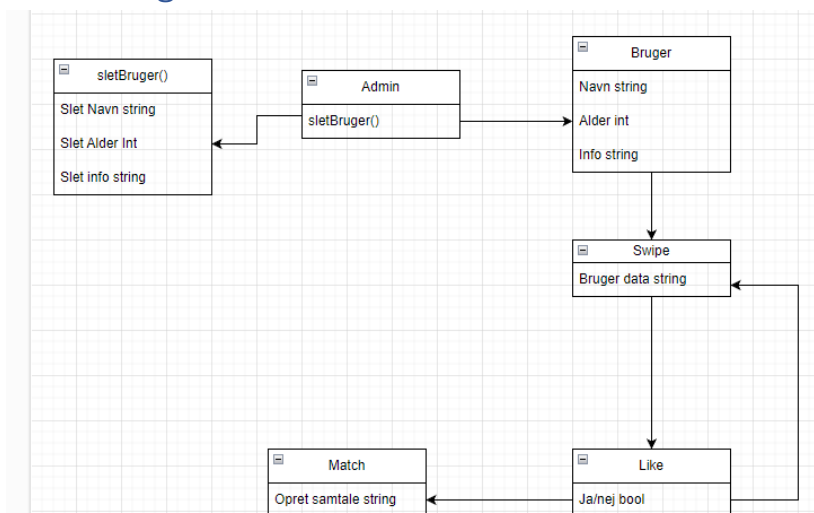 sletBruger()
Slet Navn string
Slet Alder Int
Slet info string
Admin
sletBruger()
Bruger
Navn string
Alder int
Info string
Swipe
Bruger data string
Match
Opret samtale string
Like
Ja/nej bool